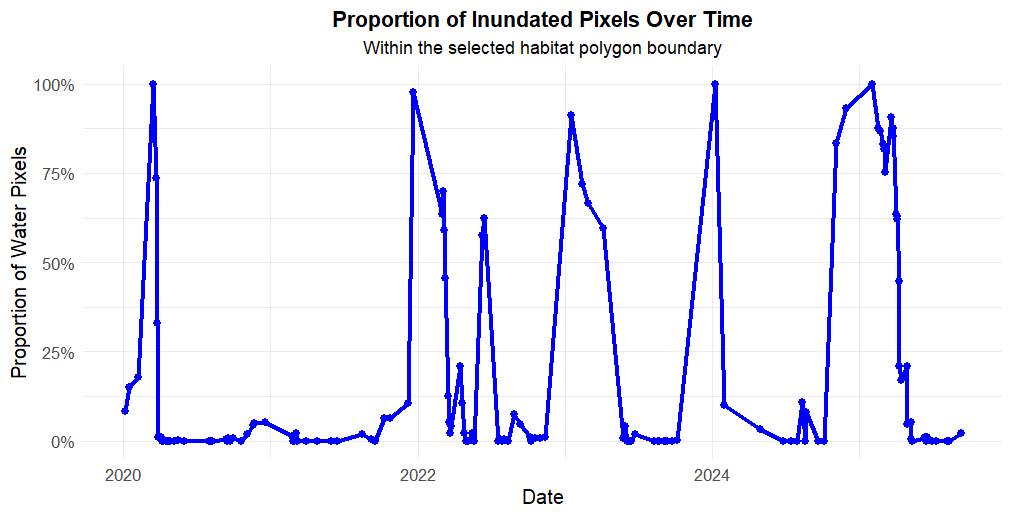 Proportion of Inundated Pixels Over Time
Within the selected habitat polygon boundary
Proportion of Water Pixels
100%
75%
50%
25%
0%
2020
2022
2024
Date